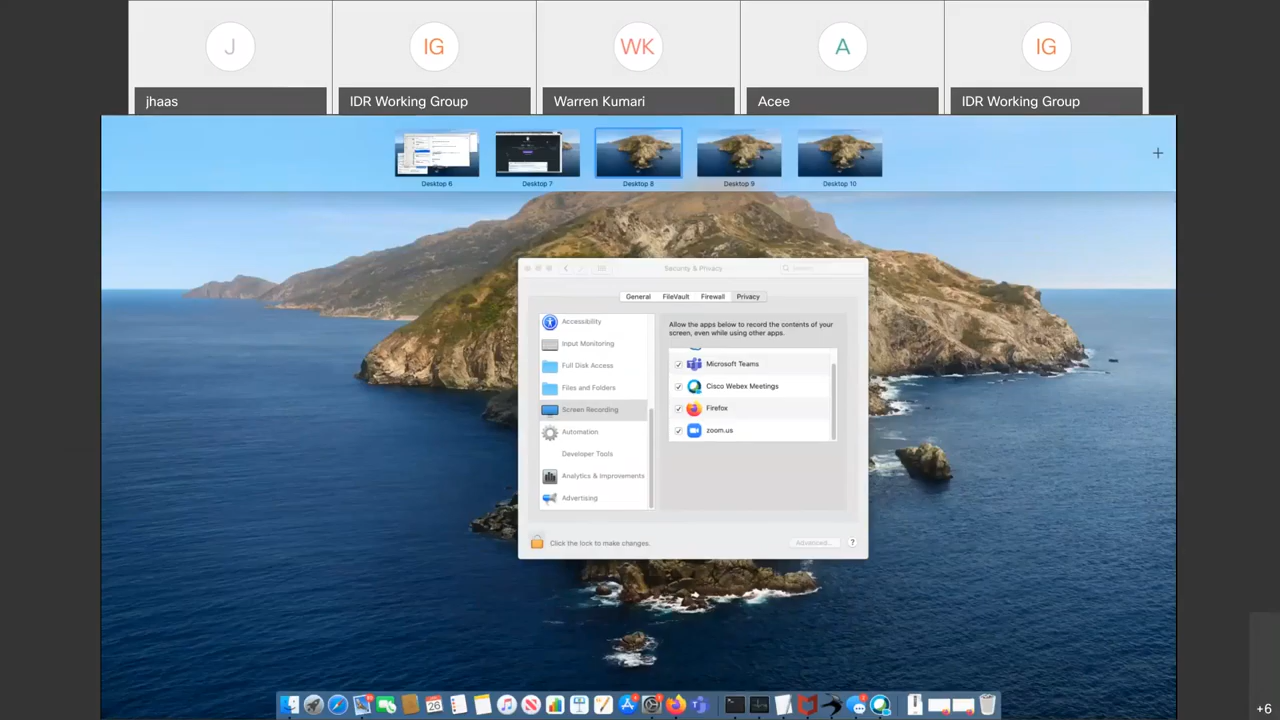 J
IG
WK
A
IG
jhaas
IDR Working Group
Warren Kumari
Acee
IDR Working Group
Desktop 6
Desktop 7
Desktop 8
Desktop 9
Desktop 10
Security & Privacy
General
FileVault
Firewall
Privacy
Accessibility
Input Monitoring
Full Disk Access
Files and Folders
Screen Recording
Automation
Developer Tools
Analytics & Improvements
Advertising
Allow the apps below to record the contents of your
screen, even while using other apps.
Microsoft Teams
Cisco Webex Meetings
Firefox
zoom.us
Click the lock to make changes.
Advanced...
?
26
+6